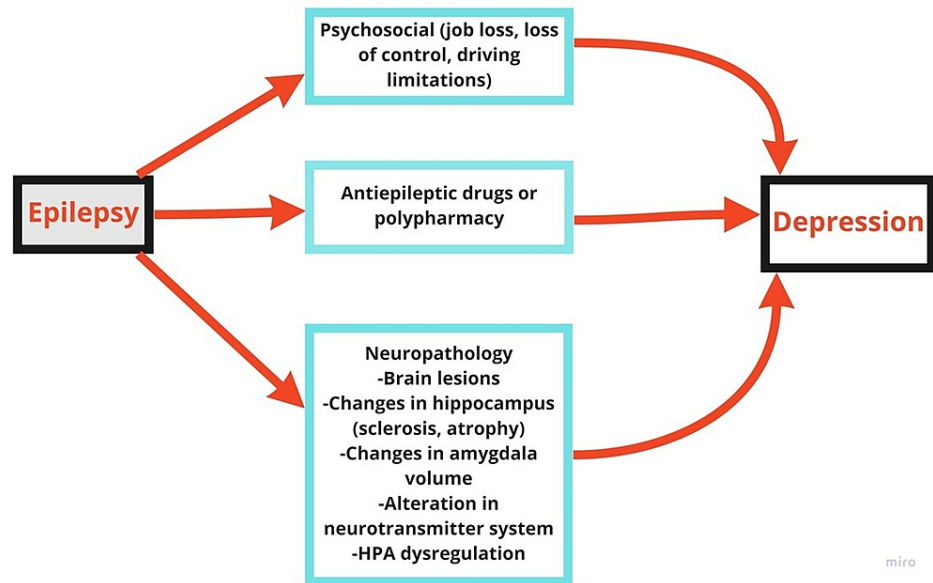 Psychosocial (job loss, loss
of control, driving
limitations)
Epilepsy
Antiepileptic drugs or
polypharmacy
Depression
Neuropathology
-Brain lesions
-Changes in hippocampus
(sclerosis, atrophy)
-Changes in amygdala
volume
-Alteration in
neurotransmitter system
-HPA dysregulation
miro